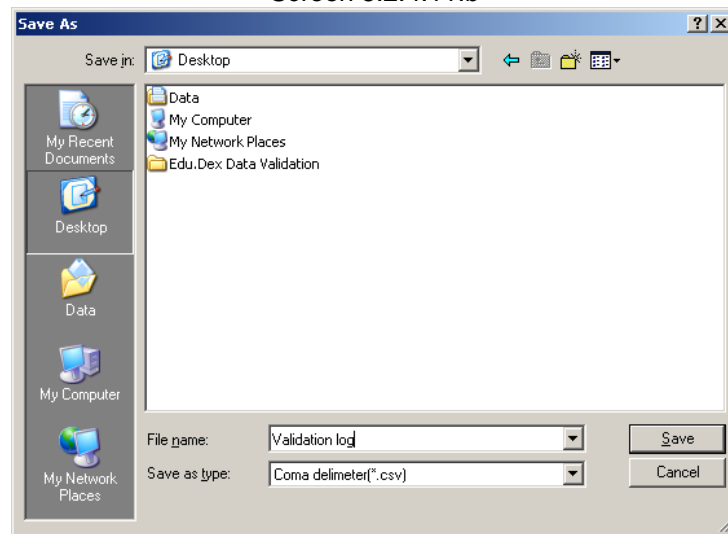 Save As
Save in:
Desktop
Data
My Computer
My Network Places
Edu.Dex Data Validation
My Recent
Documents
Desktop
Data
My Computer
My Network
Places
File name:
Validation log
Save
Save as type:
Coma delimeter(*.csv)
Cancel